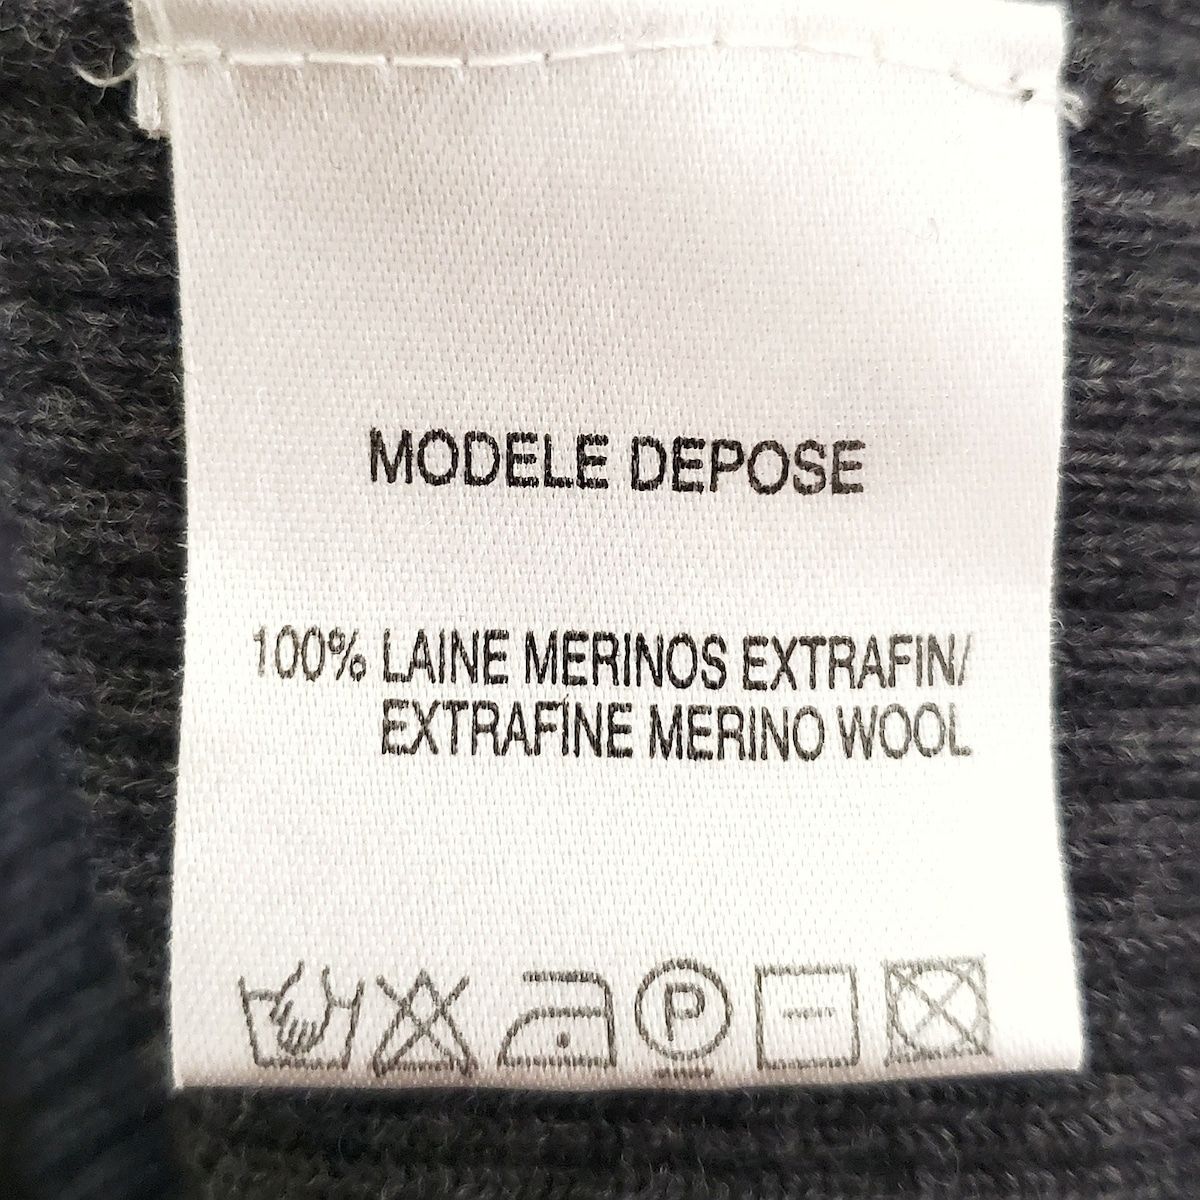 MODELE DEPOSE
100% LAINE MERINOS EXTRAFIN/
EXTRAFINE MERINO WOOL
P